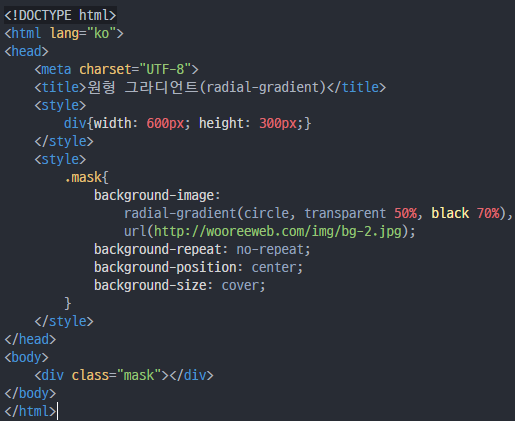 <!DOCTYPE html>
<html lang="ko">
<head>
    <meta charset="UTF-8">
    <title>원형 그라디언트(radial-gradient)</title>
    <style>
        div{width: 600px; height: 300px;}
    </style>
    <style>
        .mask{
            background-image:
                radial-gradient(circle, transparent 50%, black 70%),
                url(http://wooreeweb.com/img/bg-2.jpg);
            background-repeat: no-repeat;
            background-position: center;
            background-size: cover;
        }
    </style>
</head>
<body>
    <div class="mask"></div>
</body>
</html>